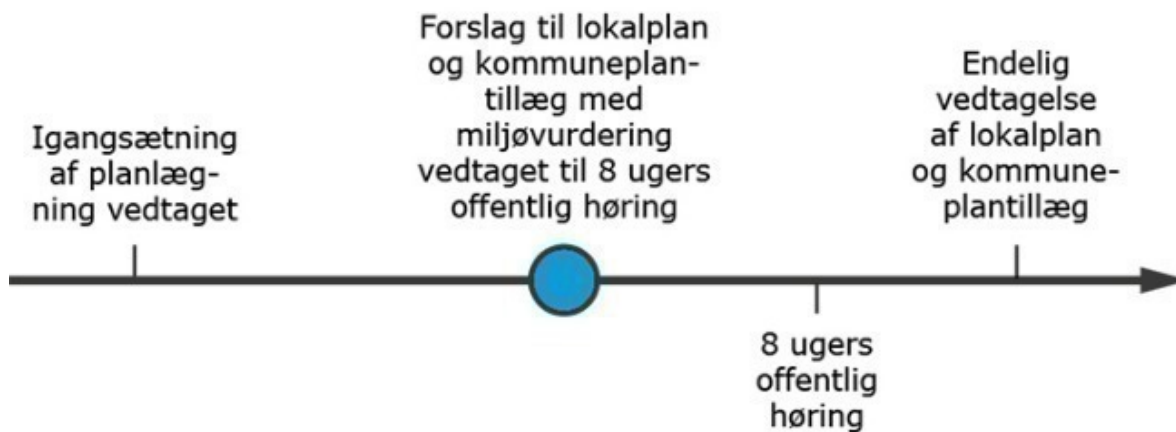 Igangsætning
af planlæg-
ning vedtaget
Forslag til lokalplan
og kommuneplan-
tillæg med
miljøvurdering
vedtaget til 8 ugers
offentlig høring
8 ugers
offentlig
høring
Endelig
vedtagelse
af lokalplan
og kommune-
plantillæg